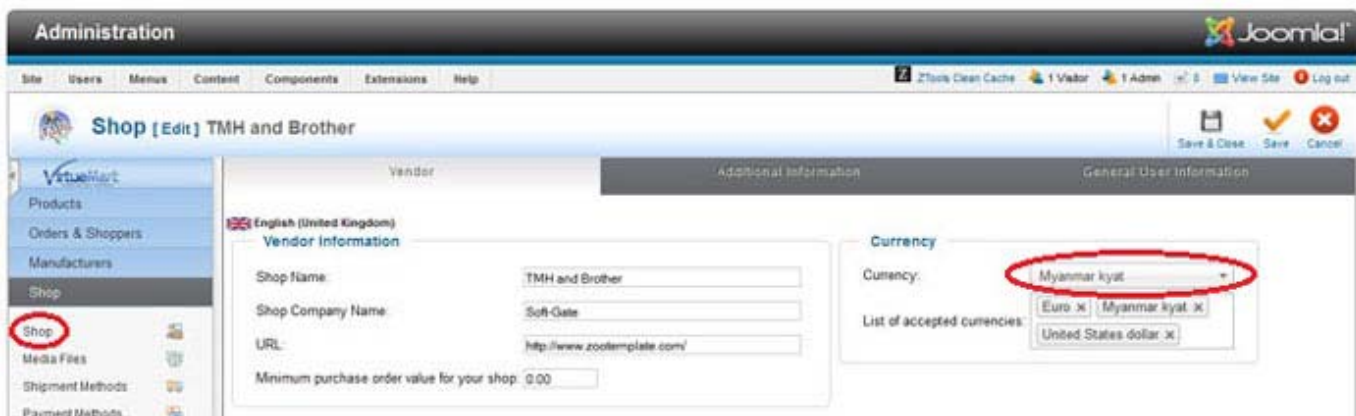 Administration
Joomla!
Site Users Menus Content Components Extensions Help
Z ZTools Clean Cache 1 Visitor 1 Admin 0 View Site Log out
Shop [Edit] TMH and Brother
Save & Close Save Cancel
VirtueMart
Products
Orders & Shoppers
Manufacturers
Shop
Shop
Media Files
Shipment Methods
Payment Methods
Vendor Additional Information General User Information
English (United Kingdom)
Vendor Information
Shop Name: TMH and Brother
Shop Company Name: Soft-Gate
URL: http://www.zootemplate.com/
Minimum purchase order value for your shop: 0.00
Currency
Currency: Myanmar kyat
List of accepted currencies: Euro x Myanmar kyat x
United States dollar x